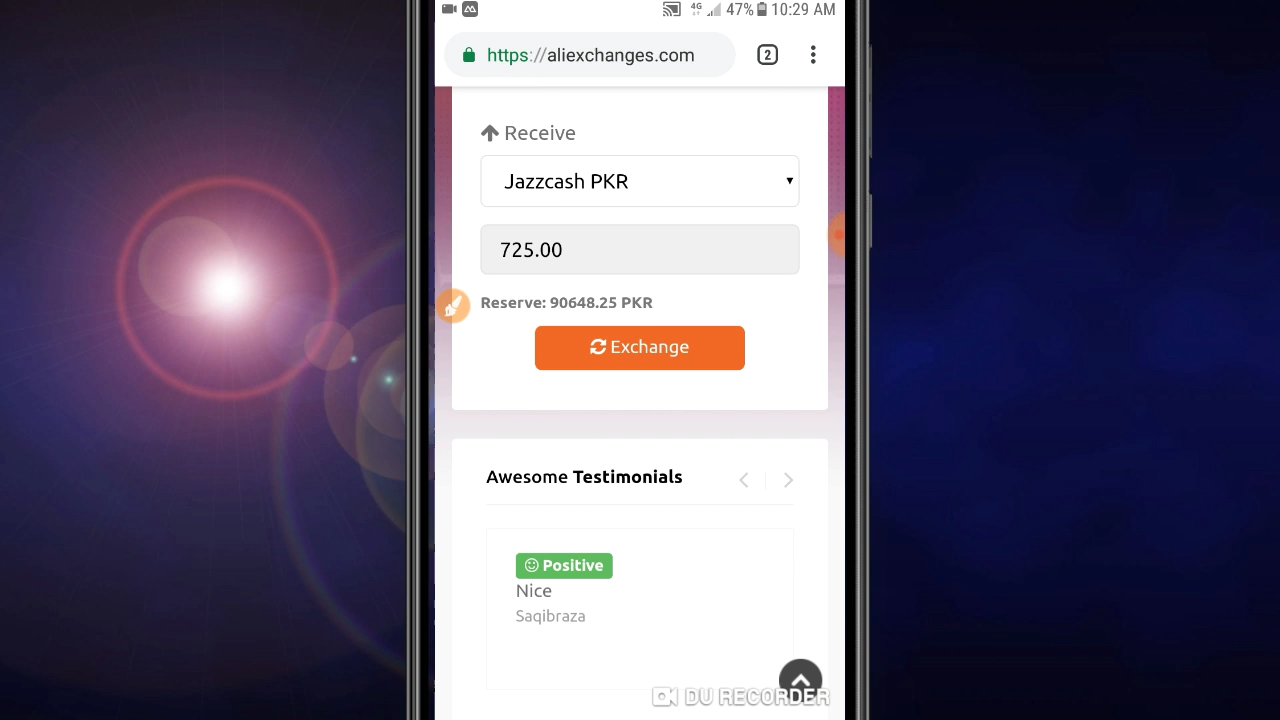 4G 47% 10:29 AM
https://aliexchanges.com 2
Receive
Jazzcash PKR
725.00
Reserve: 90648.25 PKR
Exchange
Awesome Testimonials
Positive
Nice
Saqibraza
DU RECORDER